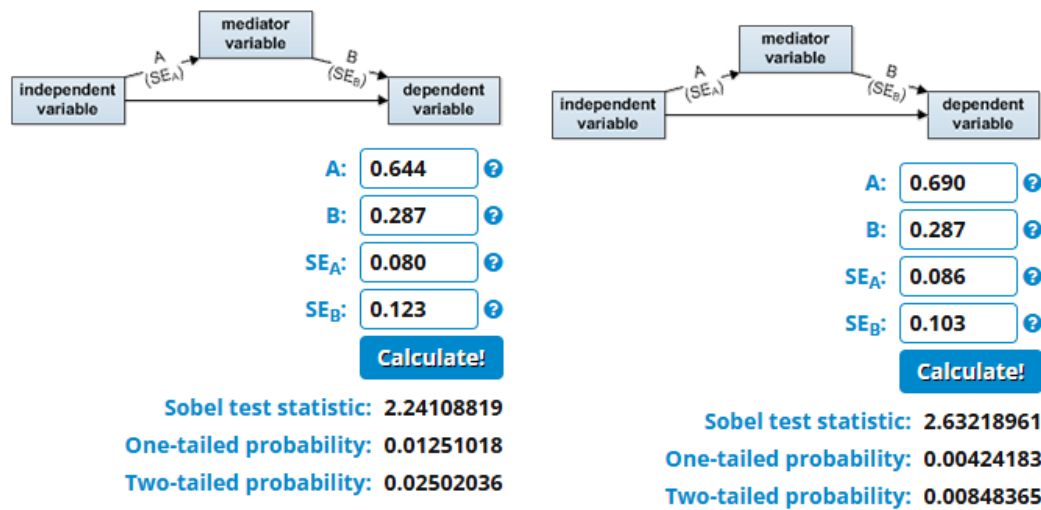 mediator
variable
A
(SEA)
B
(SEB)
independent
variable
dependent
variable
A: 0.644 ?
B: 0.287 ?
SEA: 0.080 ?
SEB: 0.123 ?
Calculate!
Sobel test statistic: 2.24108819
One-tailed probability: 0.01251018
Two-tailed probability: 0.02502036
mediator
variable
A
(SEA)
B
(SEB)
independent
variable
dependent
variable
A: 0.690 ?
B: 0.287 ?
SEA: 0.086 ?
SEB: 0.103 ?
Calculate!
Sobel test statistic: 2.63218961
One-tailed probability: 0.00424183
Two-tailed probability: 0.00848365